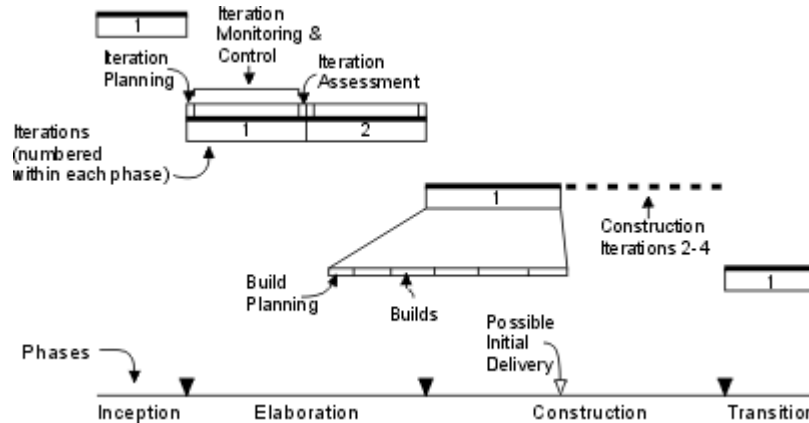 1
Iteration
Planning
Iteration
Monitoring &
Control
Iteration
Assessment
Iterations
(numbered
within each phase)
1
2
1
Construction
Iterations 2-4
Build
Planning
Builds
1
Possible
Initial
Delivery
Phases
Inception
Elaboration
Construction
Transition